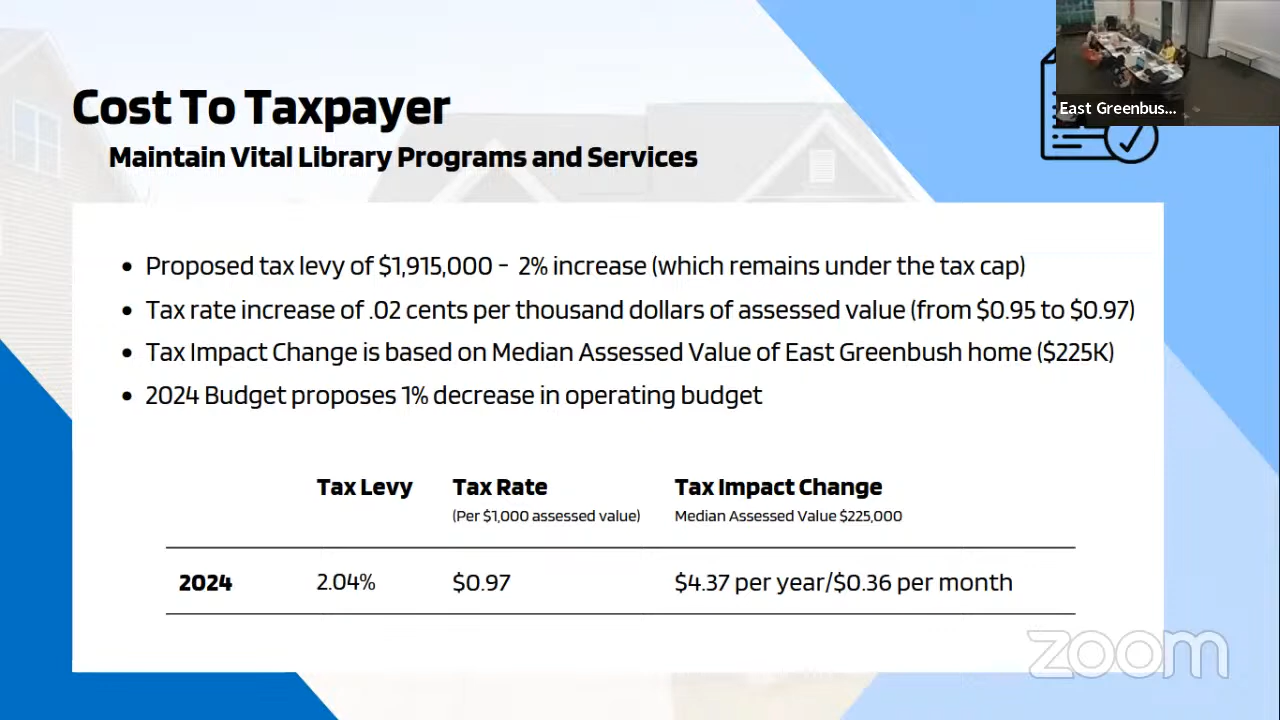 Cost To Taxpayer
Maintain Vital Library Programs and Services
East Greenbus...
• Proposed tax levy of $1,915,000 - 2% increase (which remains under the tax cap)
• Tax rate increase of .02 cents per thousand dollars of assessed value (from $0.95 to $0.97)
• Tax Impact Change is based on Median Assessed Value of East Greenbush home ($225K)
• 2024 Budget proposes 1% decrease in operating budget
Tax Levy Tax Rate Tax Impact Change
(Per $1,000 assessed value) Median Assessed Value $225,000
2024 2.04% $0.97 $4.37 per year/$0.36 per month
zoom